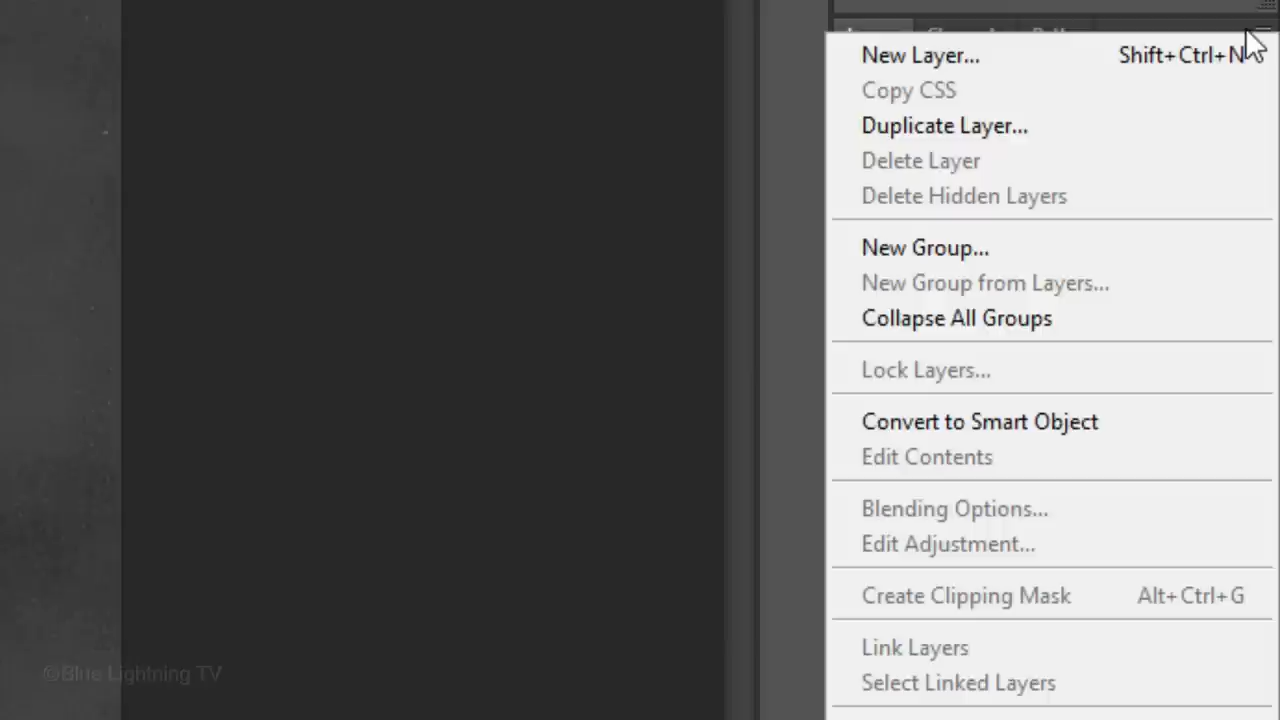 New Layer... Shift+Ctrl+N
Copy CSS
Duplicate Layer...
Delete Layer
Delete Hidden Layers
New Group...
New Group from Layers...
Collapse All Groups
Lock Layers...
Convert to Smart Object
Edit Contents
Blending Options...
Edit Adjustment...
Create Clipping Mask Alt+Ctrl+G
Link Layers
Select Linked Layers
©Blue Lightning TV